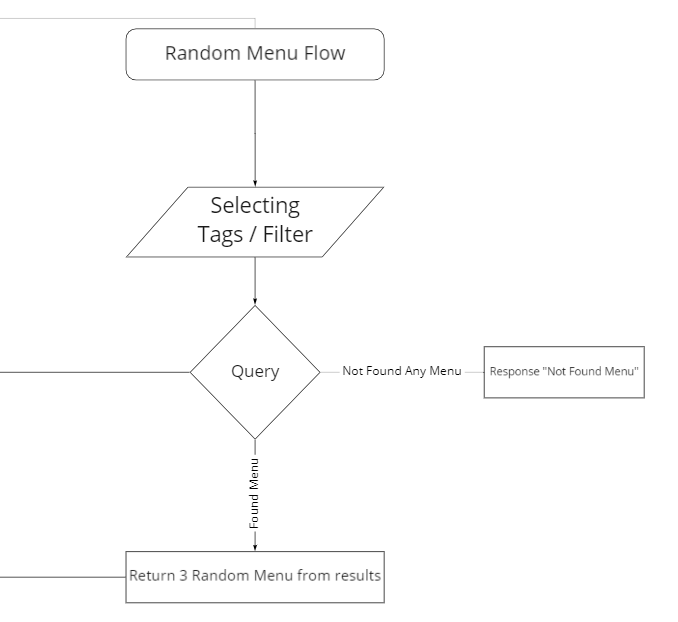 Random Menu Flow
Selecting
Tags / Filter
Query
Not Found Any Menu
Response "Not Found Menu"
Found Menu
Return 3 Random Menu from results